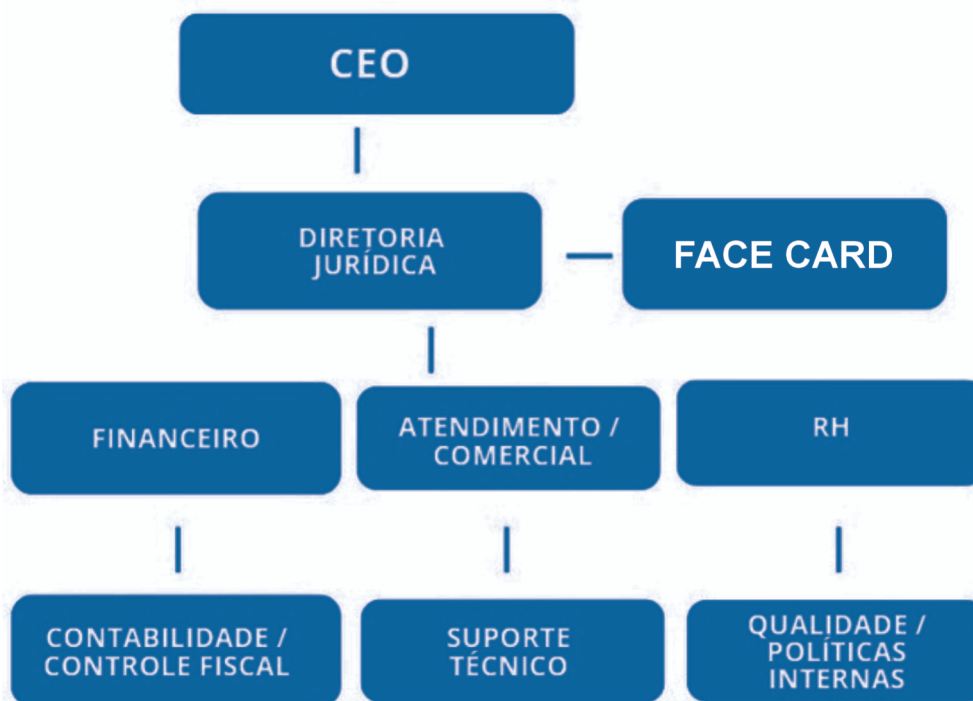 CEO
DIRETORIA
JURÍDICA
FACE CARD
FINANCEIRO
ATENDIMENTO /
COMERCIAL
RH
CONTABILIDADE /
CONTROLE FISCAL
SUPORTE
TÉCNICO
QUALIDADE /
POLÍTICAS
INTERNAS